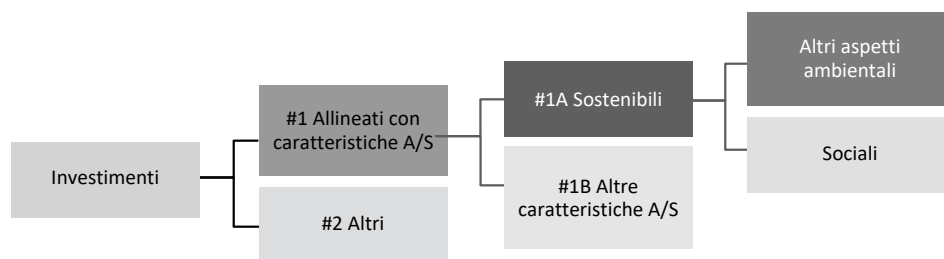 Investimenti
#1 Allineati con
caratteristiche A/S
#2 Altri
#1A Sostenibili
#1B Altre
caratteristiche A/S
Altri aspetti
ambientali
Sociali